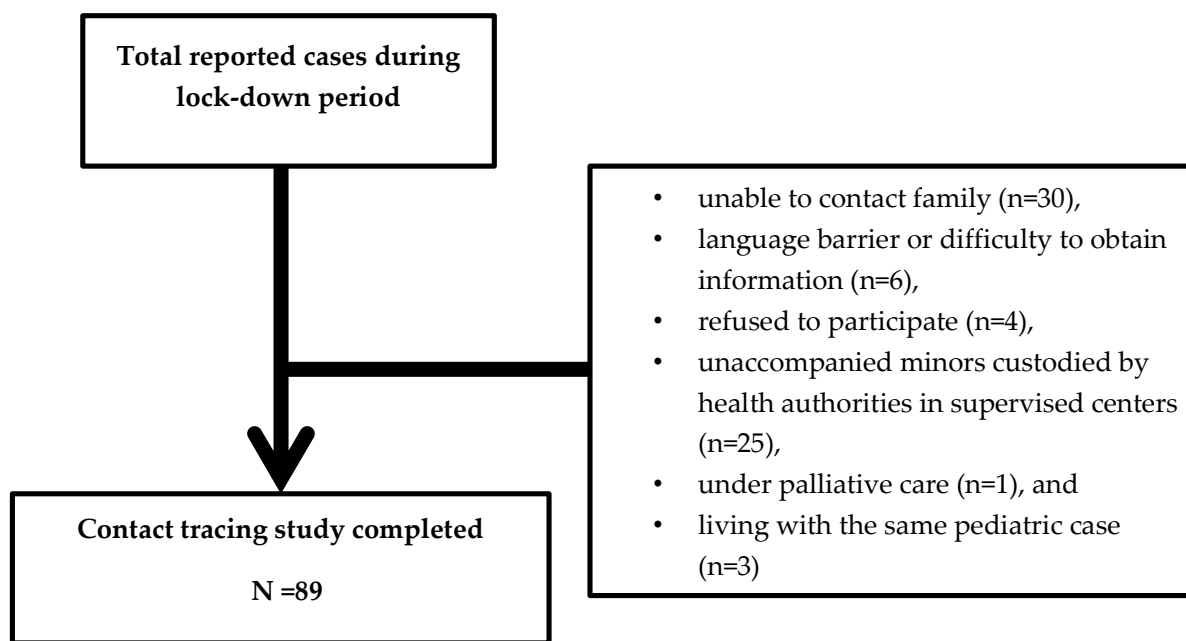 Total reported cases during
lock-down period
• unable to contact family (n=30),
• language barrier or difficulty to obtain
information (n=6),
• refused to participate (n=4),
• unaccompanied minors custodied by
health authorities in supervised centers
(n=25),
• under palliative care (n=1), and
• living with the same pediatric case
(n=3)
Contact tracing study completed
N =89